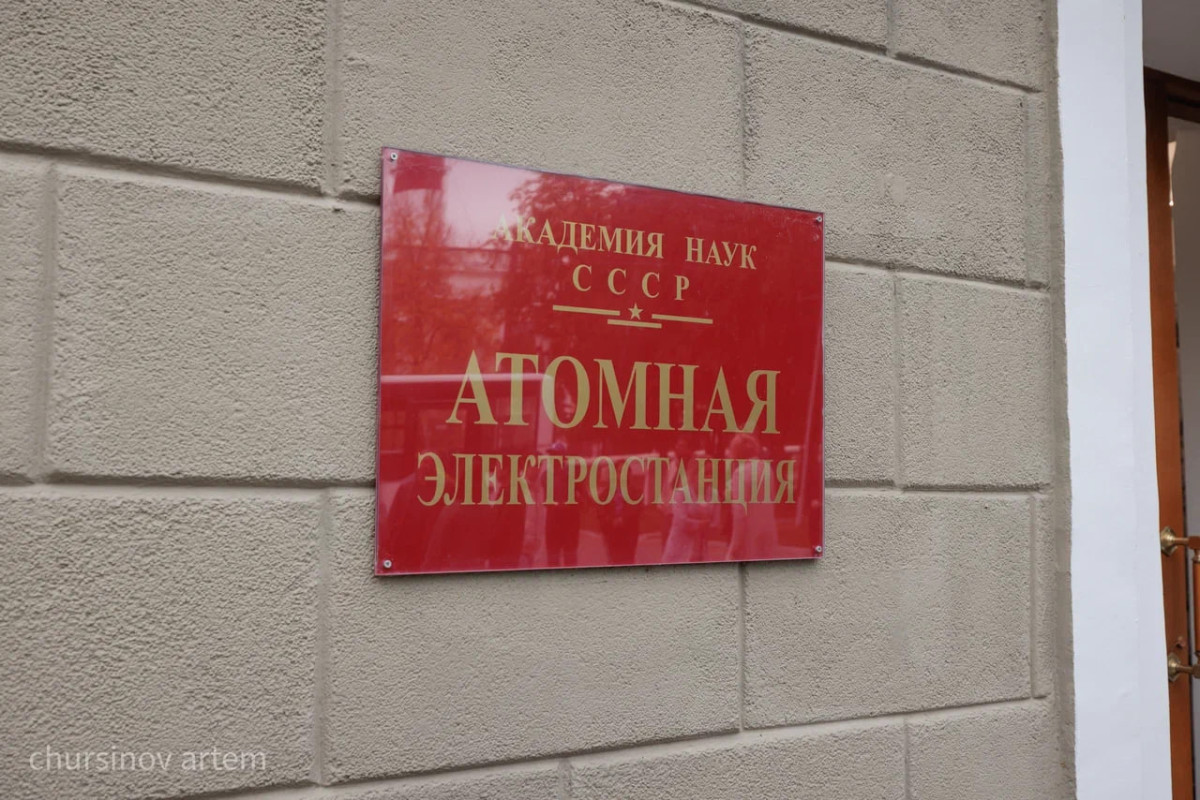 АКАДЕМИЯ НАУК
СССР
АТОМНАЯ
ЭЛЕКТРОСТАНЦИЯ
chursinov artem